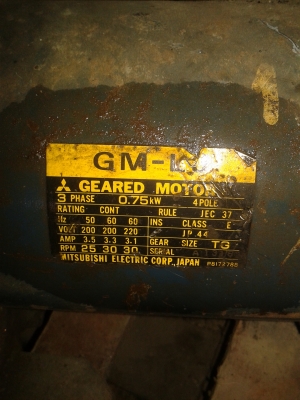 GEARED MOTOR
3 PHASE 0.75kW 4 POLE
RATING CONT RULE JEC 37
Hz 50 60 60 INS CLASS E
VOLT 200 200 220 IP 44
AMP 3.5 3.3 3.1 GEAR SIZE TG
RPM 25 30 30 SERIAL
MITSUBISHI ELECTRIC CORP. JAPAN